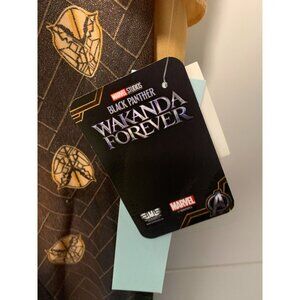 MARVEL STUDIOS
BLACK PANTHER
WAKANDA
FOREVER
MARVEL